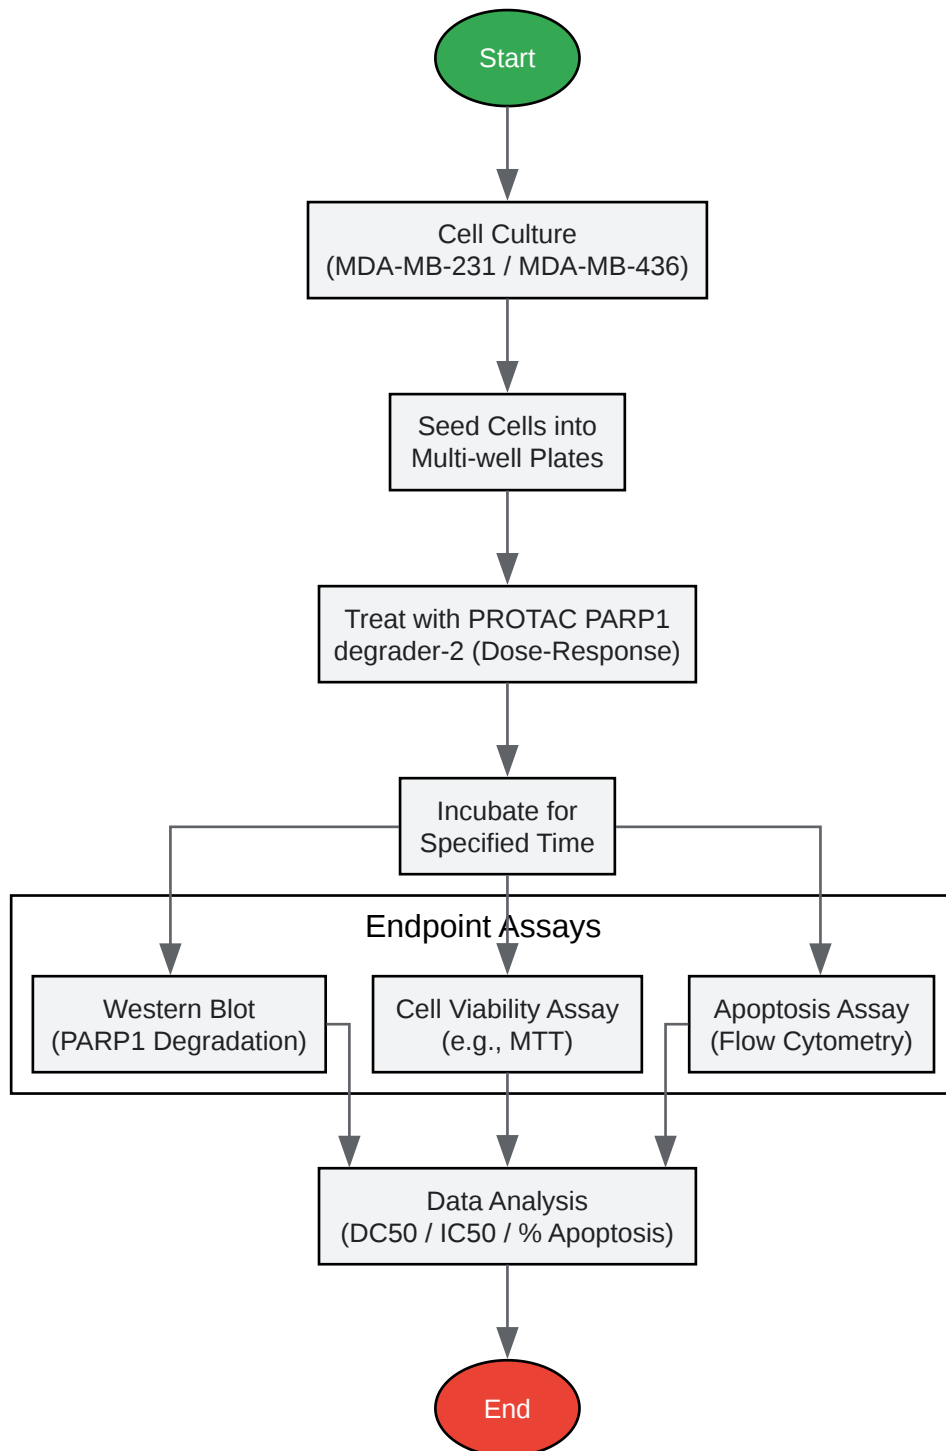 Start
Cell Culture
(MDA-MB-231 / MDA-MB-436)
Seed Cells into
Multi-well Plates
Treat with PROTAC PARP1
degrader-2 (Dose-Response)
Incubate for
Specified Time
Endpoint Assays
Western Blot
(PARP1 Degradation)
Cell Viability Assay
(e.g., MTT)
Apoptosis Assay
(Flow Cytometry)
Data Analysis
(DC50 / IC50 / % Apoptosis)
End